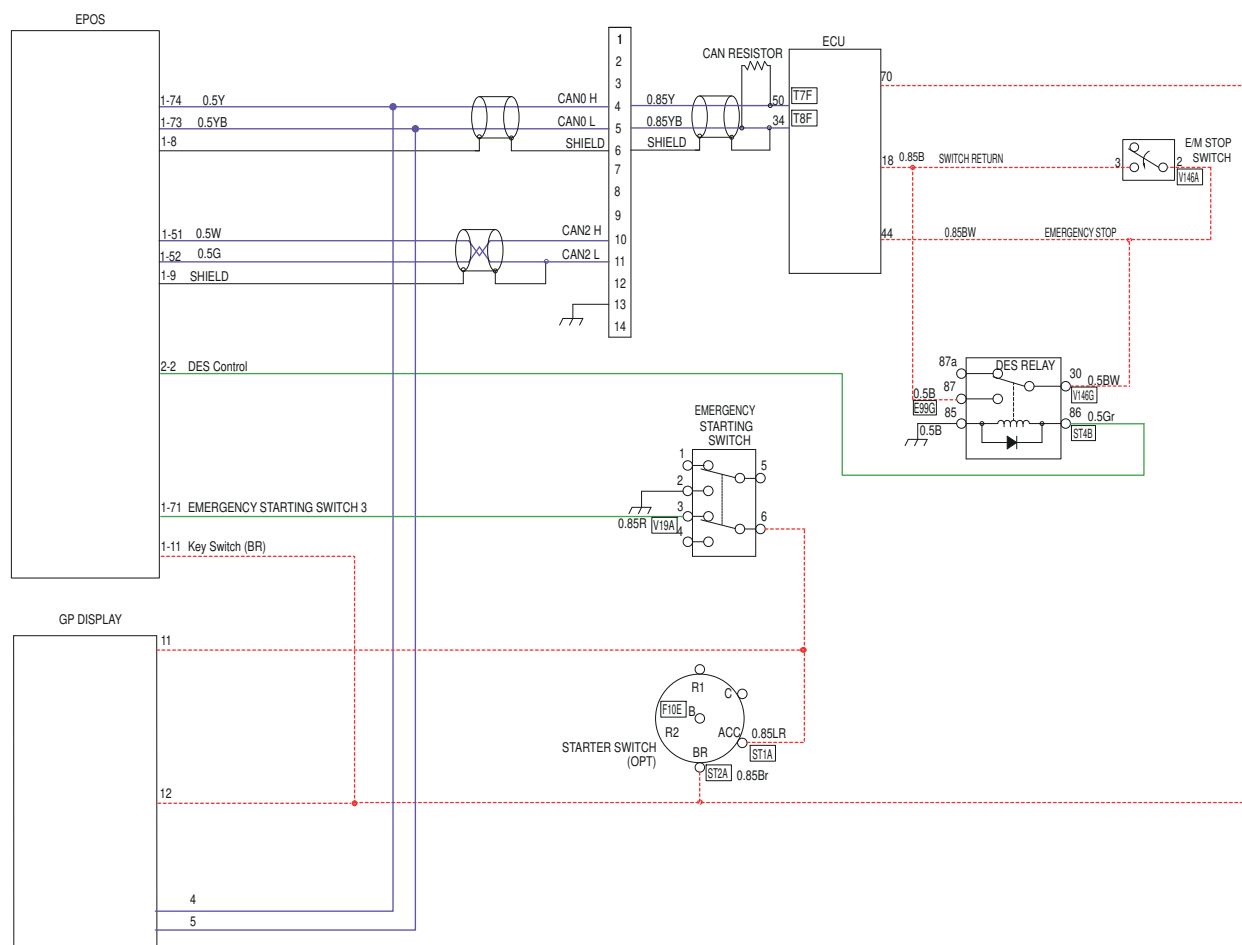 EPOS
1-74 0.5Y
1-73 0.5YB
1-8
CAN0 H
CAN0 L
SHIELD
1-51 0.5W
1-52 0.5G
1-9 SHIELD
CAN2 H
CAN2 L
2-2 DES Control
1-71 EMERGENCY STARTING SWITCH 3
1-11 Key Switch (BR)
1
2
3
4
5
6
7
8
9
10
11
12
13
14
CAN RESISTOR
0.85Y
0.85YB
SHIELD
50
34
ECU
T7F
T8F
70
18 0.85B SWITCH RETURN
3
2
E/M STOP
SWITCH
V146A
44 0.85BW EMERGENCY STOP
DES RELAY
87a
87
0.5B
E99G
85
0.5B
30
0.5BW
V146G
86 0.5Gr
ST4B
EMERGENCY
STARTING
SWITCH
1
2
3
4
5
6
0.85R
V19A
GP DISPLAY
11
12
4
5
R1
C
F10E
B
R2
ACC
BR
STARTER SWITCH
(OPT)
0.85LR
ST1A
ST2A
0.85Br